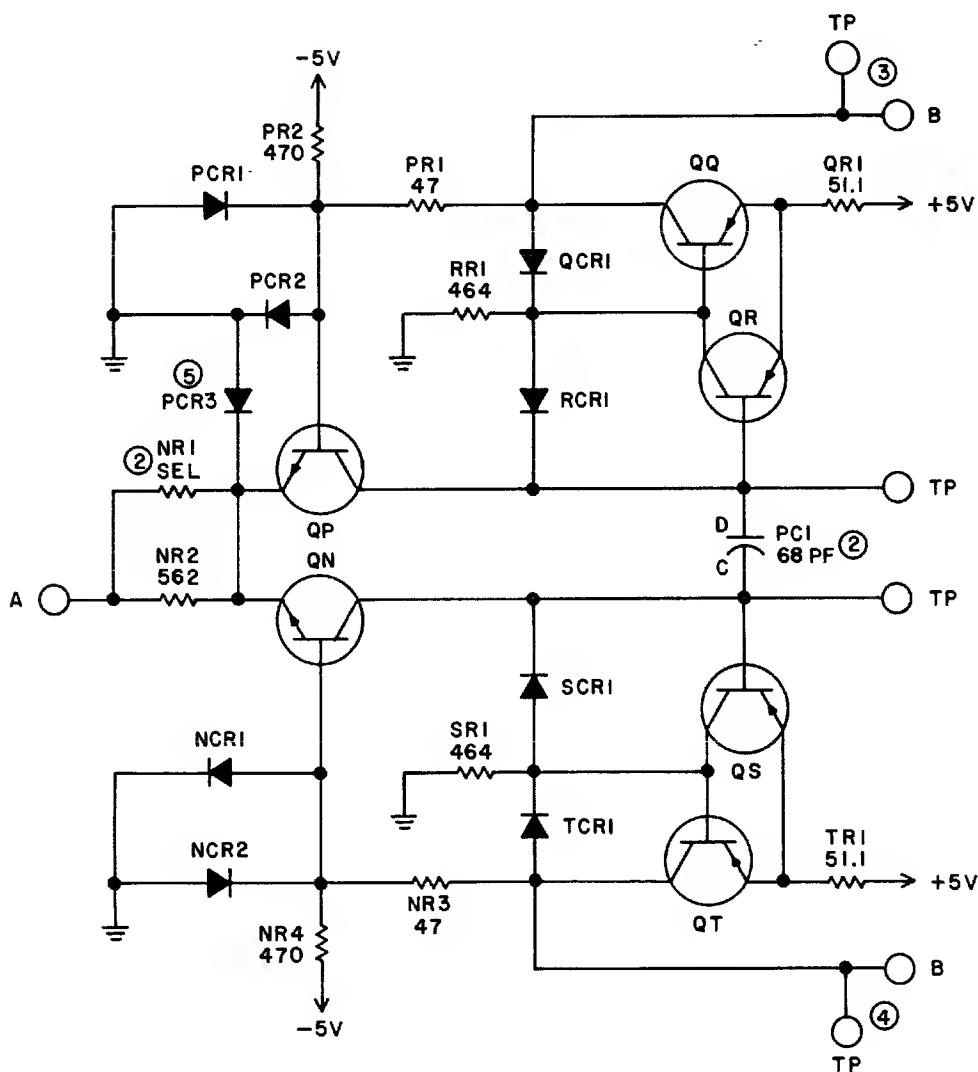 TP
③
B
-5V
PR2
470
PCR1
PR1
47
QQ
QR1
51.1
+5V
PCR2
RR1
464
QCR1
QR
⑤
PCR3
RCR1
② NR1
SEL
QP
TP
D
PC1
68 PF ②
C
NR2
562
QN
A
TP
SCR1
NCR1
SR1
464
QS
NCR2
TCR1
TR1
51.1
+5V
NR3
47
QT
NR4
470
B
-5V
④
TP